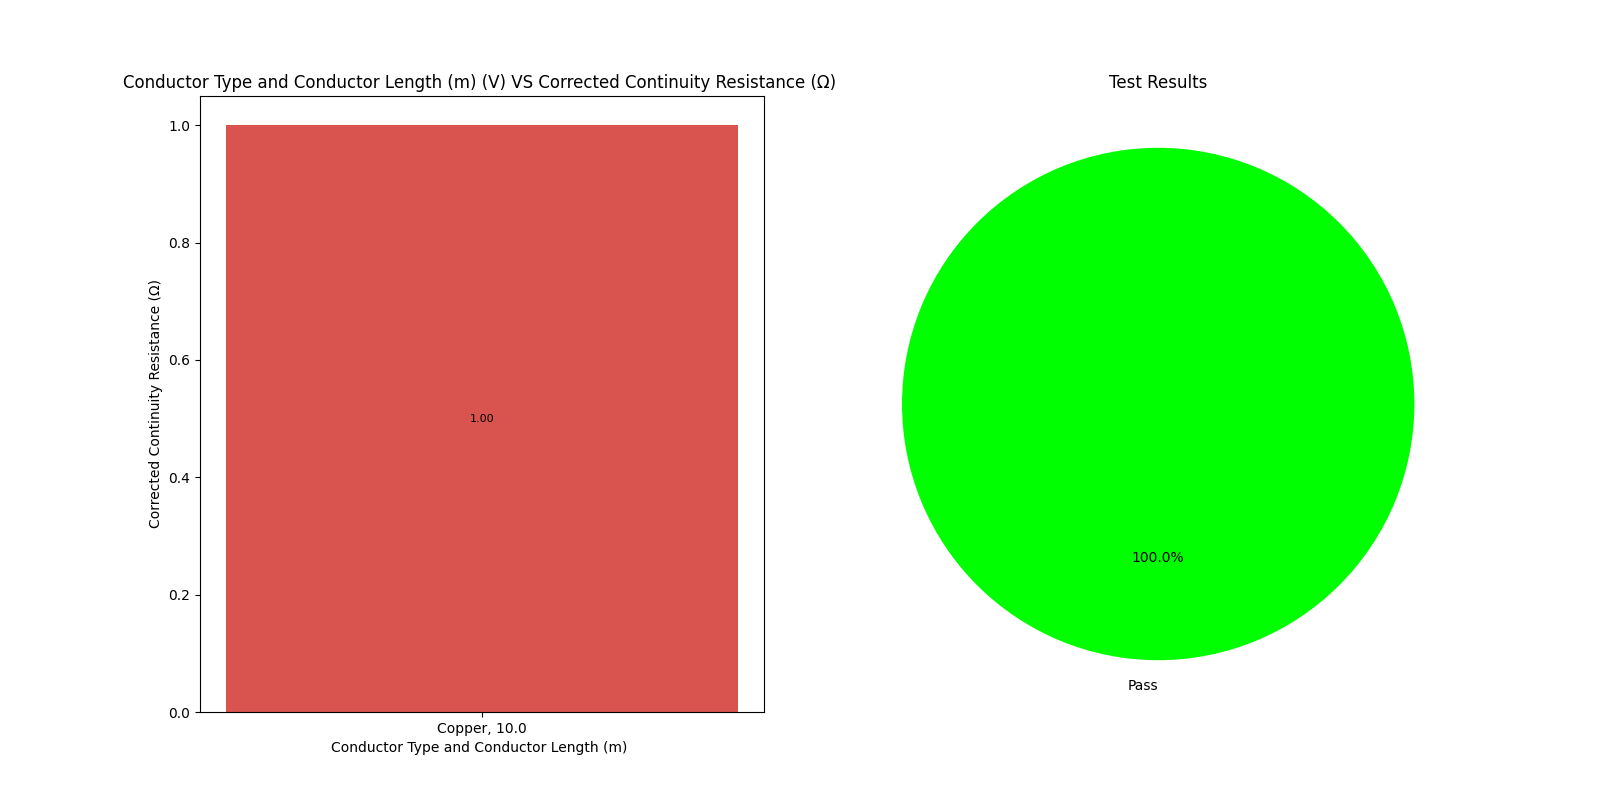 Conductor Type and Conductor Length (m) (V) VS Corrected Continuity Resistance (Ω)
1.0
0.8
0.6
0.4
0.2
0.0
Corrected Continuity Resistance (Ω)
1.00
Copper, 10.0
Conductor Type and Conductor Length (m)
Test Results
100.0%
Pass